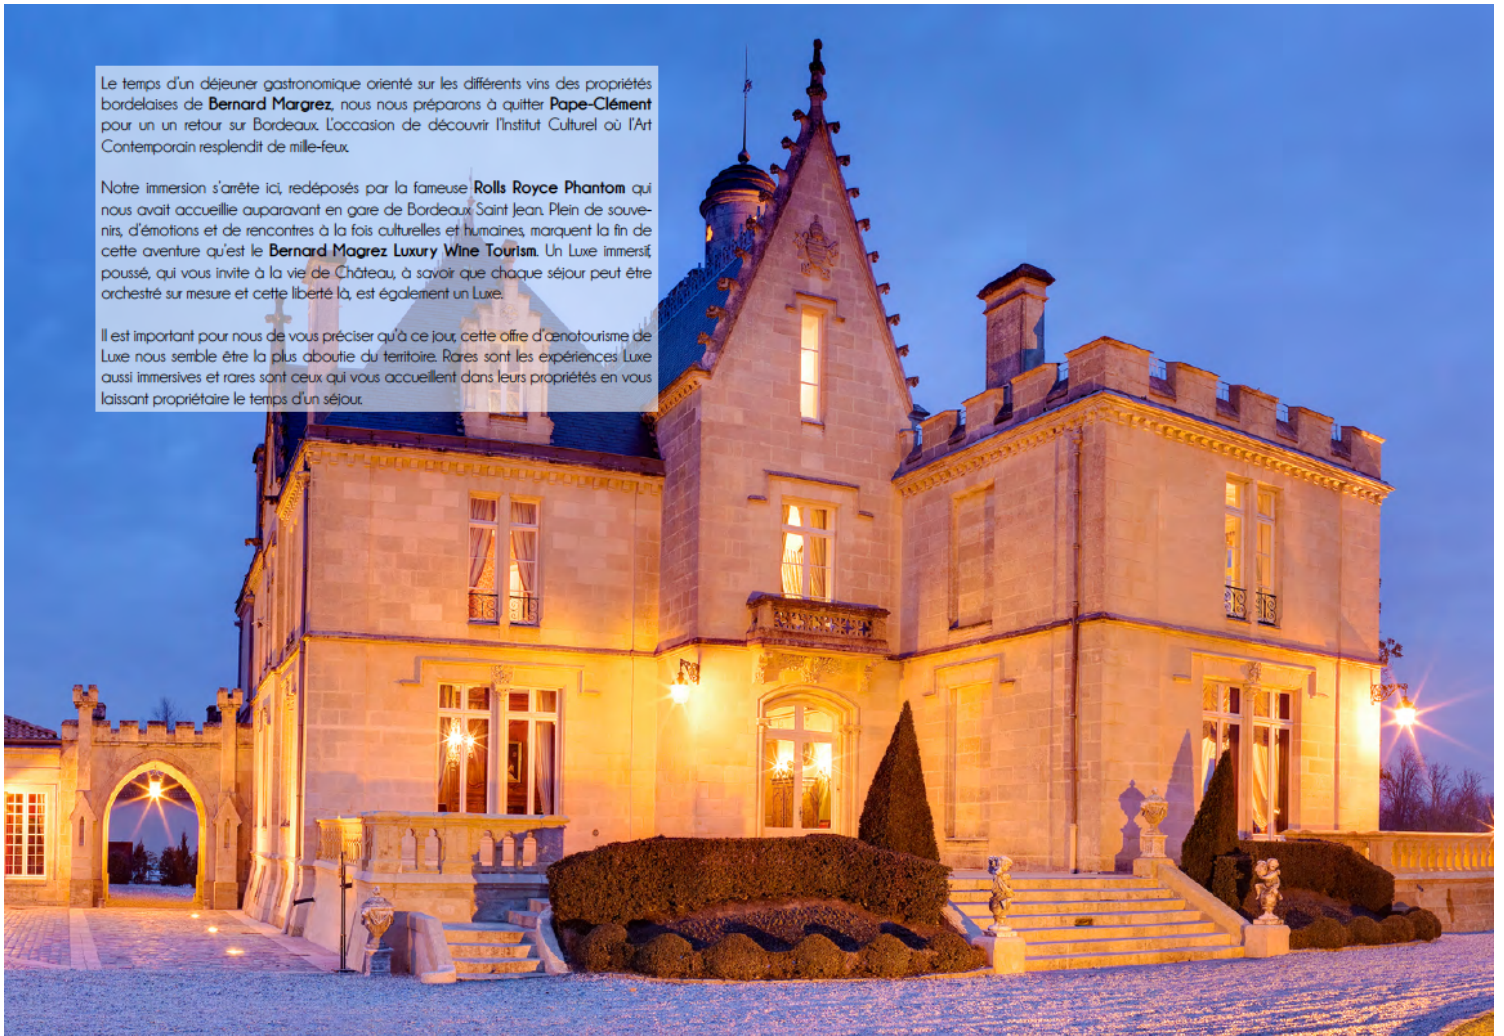 Le temps d'un déjeuner gastronomique orienté sur les différents vins des propriétés
bordelaises de Bernard Margrez, nous nous préparons à quitter Pape-Clément
pour un un retour sur Bordeaux. L'occasion de découvrir l'Institut Culturel où l'Art
Contemporain resplendit de mille-feux.
Notre immersion s'arrête ici, redéposés par la fameuse Rolls Royce Phantom qui
nous avait accueillie auparavant en gare de Bordeaux Saint Jean. Plein de souve-
nirs, d'émotions et de rencontres à la fois culturelles et humaines, marquent la fin de
cette aventure qu'est le Bernard Magrez Luxury Wine Tourism. Un Luxe immersif,
poussé, qui vous invite à la vie de Château, à savoir que chaque séjour peut être
orchestré sur mesure et cette liberté là, est également un Luxe.
Il est important pour nous de vous préciser qu'à ce jour, cette offre d'œnotourisme de
Luxe nous semble être la plus aboutie du territoire. Rares sont les expériences Luxe
aussi immersives et rares sont ceux qui vous accueillent dans leurs propriétés en vous
laissant propriétaire le temps d'un séjour.